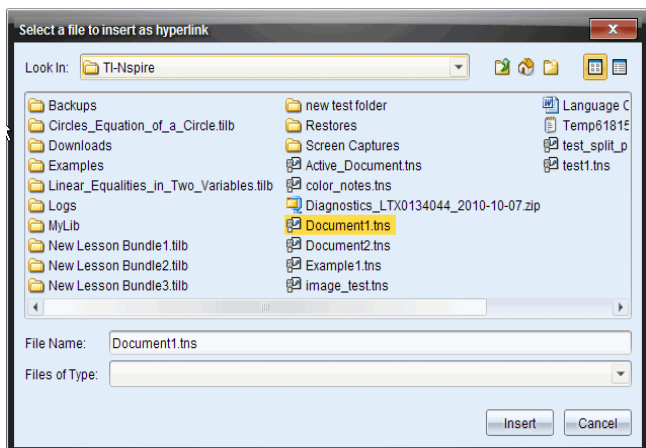 Select a file to insert as hyperlink
Look In: TI-Nspire
Backups
Circles_Equation_of_a_Circle.tilb
Downloads
Examples
Linear_Equalities_in_Two_Variables.tilb
Logs
MyLib
New Lesson Bundle1.tilb
New Lesson Bundle2.tilb
New Lesson Bundle3.tilb
new test folder
Restores
Screen Captures
Active_Document.tns
color_notes.tns
Diagnostics_LTX0134044_2010-10-07.zip
Document1.tns
Document2.tns
Example1.tns
image_test.tns
Language C
Temp61815
test_split_p
test1.tns
File Name: Document1.tns
Files of Type:
Insert Cancel